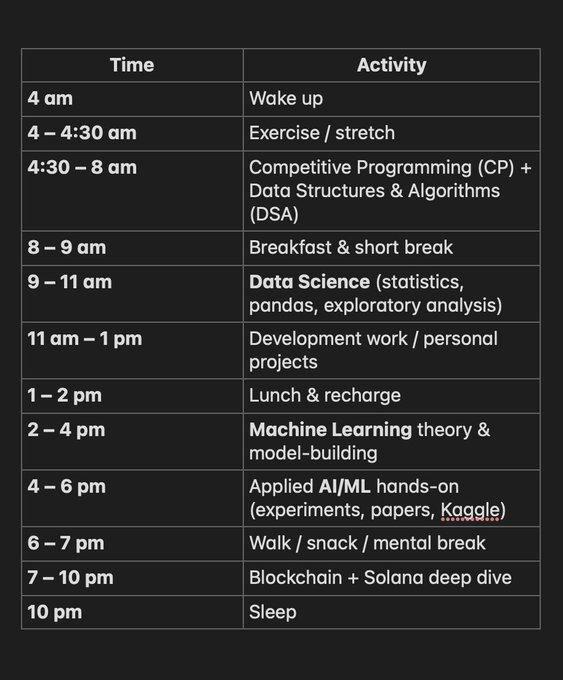 Time Activity
4 am Wake up
4 – 4:30 am Exercise / stretch
4:30 – 8 am Competitive Programming (CP) +
Data Structures & Algorithms
(DSA)
8 – 9 am Breakfast & short break
9 – 11 am Data Science (statistics,
pandas, exploratory analysis)
11 am – 1 pm Development work / personal
projects
1 – 2 pm Lunch & recharge
2 – 4 pm Machine Learning theory &
model-building
4 – 6 pm Applied AI/ML hands-on
(experiments, papers, Kaggle)
6 – 7 pm Walk / snack / mental break
7 – 10 pm Blockchain + Solana deep dive
10 pm Sleep